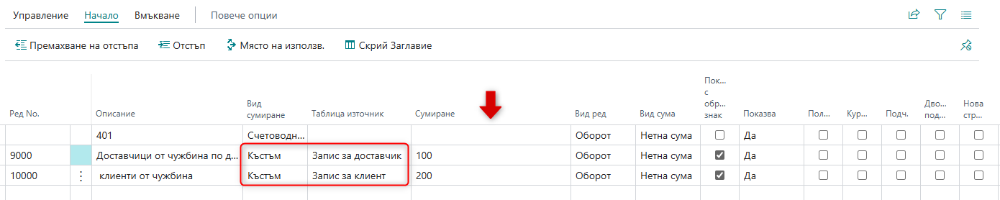 Управление Начало Вмъкване Повече опции
Премахване на отстъпа Отстъп Място на използв. Скрий Заглавие
Ред No. Описание Вид сумиране Таблица източник Сумиране Вид ред Вид сума Пок... с обр... знак Показва Пол... Кур... Подч. Дво... под... Нова стр...
401 Счетоводн... Оборот Нетна сума Да
9000 Доставчици от чужбина по д... Къстъм Запис за доставчик 100 Оборот Нетна сума Да
10000 клиенти от чужбина Къстъм Запис за клиент 200 Оборот Нетна сума Да